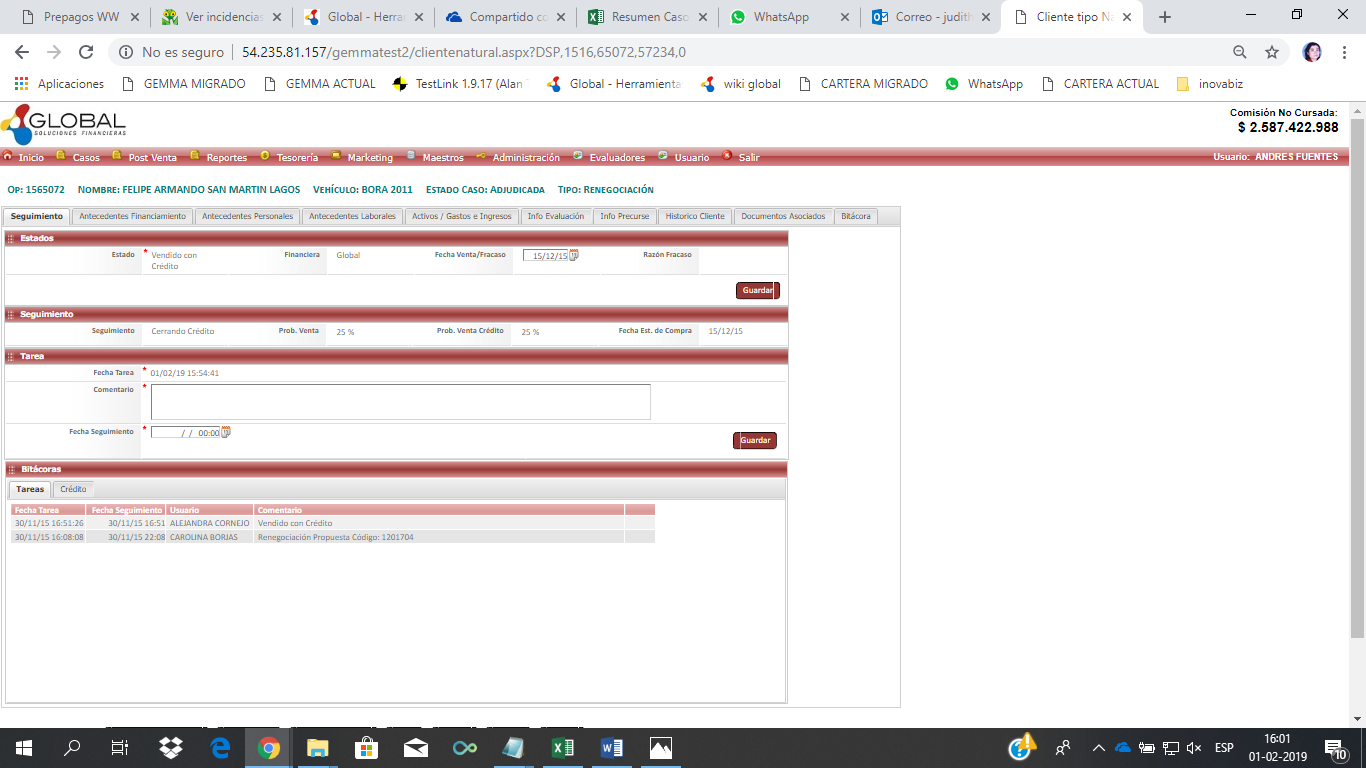 Prepagos WW
Ver incidencias
Global - Herra
Compartido co
Resumen Caso
WhatsApp
Correo - judith
Cliente tipo Na
No es seguro | 54.235.81.157/gemmatest2/clientenatural.aspx?DSP,1516,65072,57234,0
Aplicaciones GEMMA MIGRADO GEMMA ACTUAL TestLink 1.9.17 (Alan Global - Herramienta wiki global CARTERA MIGRADO WhatsApp CARTERA ACTUAL inovabiz
GLOBAL
SOLUCIONES FINANCIERAS
Comisión No Cursada:
$ 2.587.422.988
Inicio Casos Post Venta Reportes Tesorería Marketing Maestros Administración Evaluadores Usuario Salir Usuario: ANDRES FUENTES
Op: 1565072 Nombre: FELIPE ARMANDO SAN MARTIN LAGOS Vehículo: BORA 2011 Estado Caso: Adjudicada Tipo: Renegociación
Seguimiento Antecedentes Financiamiento Antecedentes Personales Antecedentes Laborales Activos / Gastos e Ingresos Info Evaluación Info Precurse Historico Cliente Documentos Asociados Bitácora
Estados
Estado * Vendido con Crédito Financiera Global Fecha Venta/Fracaso 15/12/15 Razón Fracaso
Guardar
Seguimiento
Seguimiento Cerrando Crédito Prob. Venta 25 % Prob. Venta Crédito 25 % Fecha Est. de Compra 15/12/15
Tarea
Fecha Tarea * 01/02/19 15:54:41
Comentario *
Fecha Seguimiento * / / 00:00
Guardar
Bitácoras
Tareas Crédito
Fecha Tarea Fecha Seguimiento Usuario Comentario
30/11/15 16:51:26 30/11/15 16:51 ALEJANDRA CORNEJO Vendido con Crédito
30/11/15 16:08:08 30/11/15 22:08 CAROLINA BORJAS Renegociación Propuesta Código: 1201704
ESP
16:01
01-02-2019
10